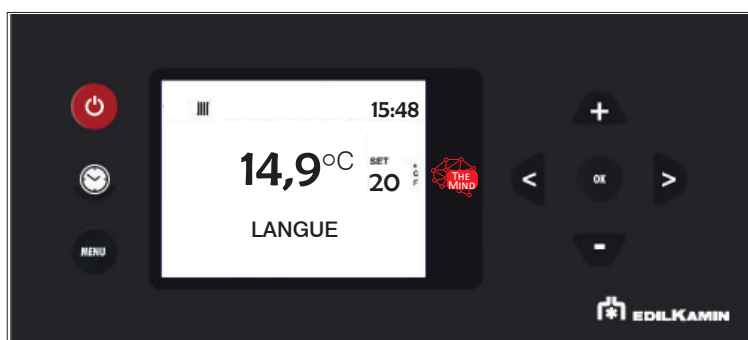 15:48
14,9°C
SET
20
°C
F
THE
MIND
LANGUE
MENU
+
<
OK
>
-
EDILKAMIN